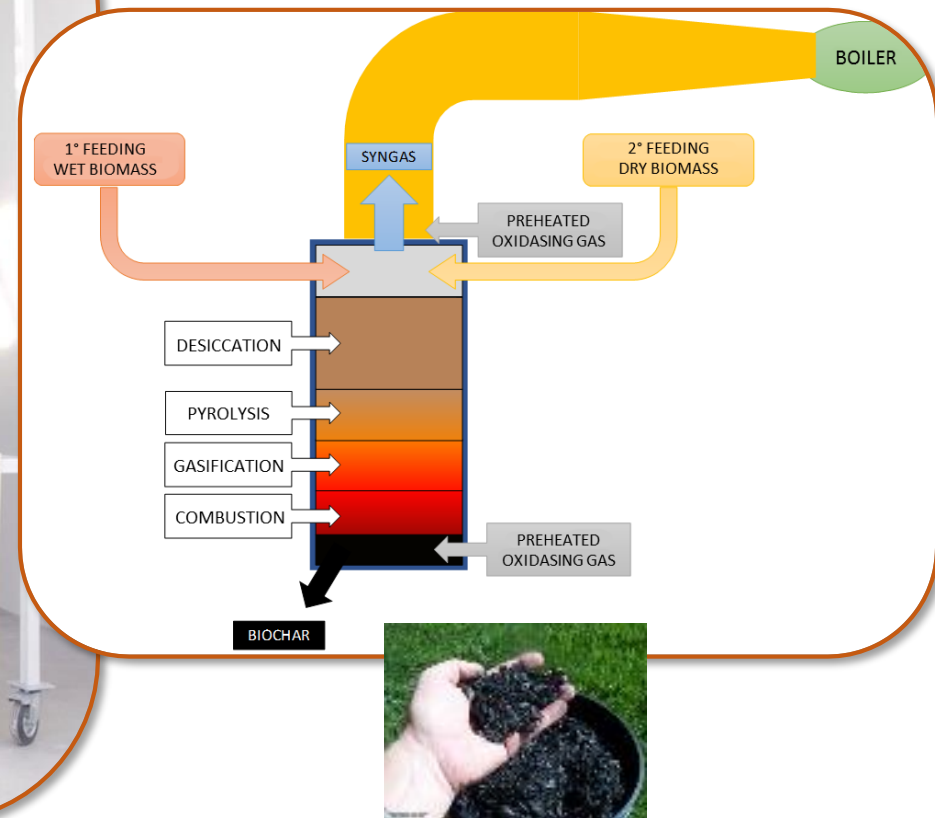 BOILER
1° FEEDING
WET BIOMASS
SYNGAS
2° FEEDING
DRY BIOMASS
PREHEATED
OXIDASING GAS
DESICCATION
PYROLYSIS
GASIFICATION
COMBUSTION
PREHEATED
OXIDASING GAS
BIOCHAR